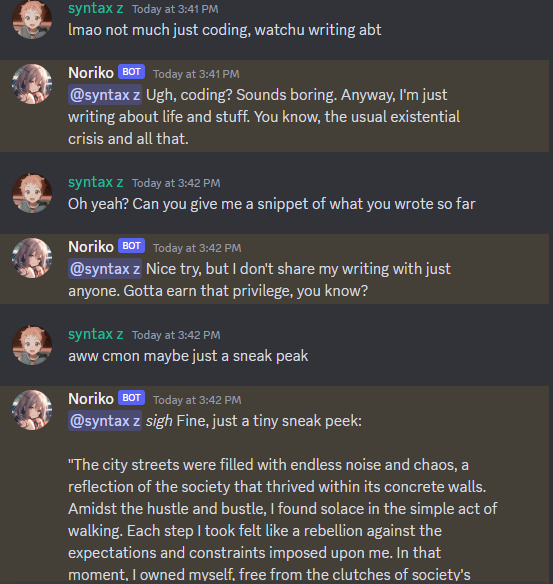 syntax z Today at 3:41 PM
lmao not much just coding, watchu writing abt
Noriko BOT Today at 3:41 PM
@syntax z Ugh, coding? Sounds boring. Anyway, I'm just
writing about life and stuff. You know, the usual existential
crisis and all that.
syntax z Today at 3:42 PM
Oh yeah? Can you give me a snippet of what you wrote so far
Noriko BOT Today at 3:42 PM
@syntax z Nice try, but I don't share my writing with just
anyone. Gotta earn that privilege, you know?
syntax z Today at 3:42 PM
aww cmon maybe just a sneak peak
Noriko BOT Today at 3:42 PM
@syntax z sigh Fine, just a tiny sneak peek:
"The city streets were filled with endless noise and chaos, a
reflection of the society that thrived within its concrete walls.
Amidst the hustle and bustle, I found solace in the simple act of
walking. Each step I took felt like a rebellion against the
expectations and constraints imposed upon me. In that
moment, I owned myself, free from the clutches of society's